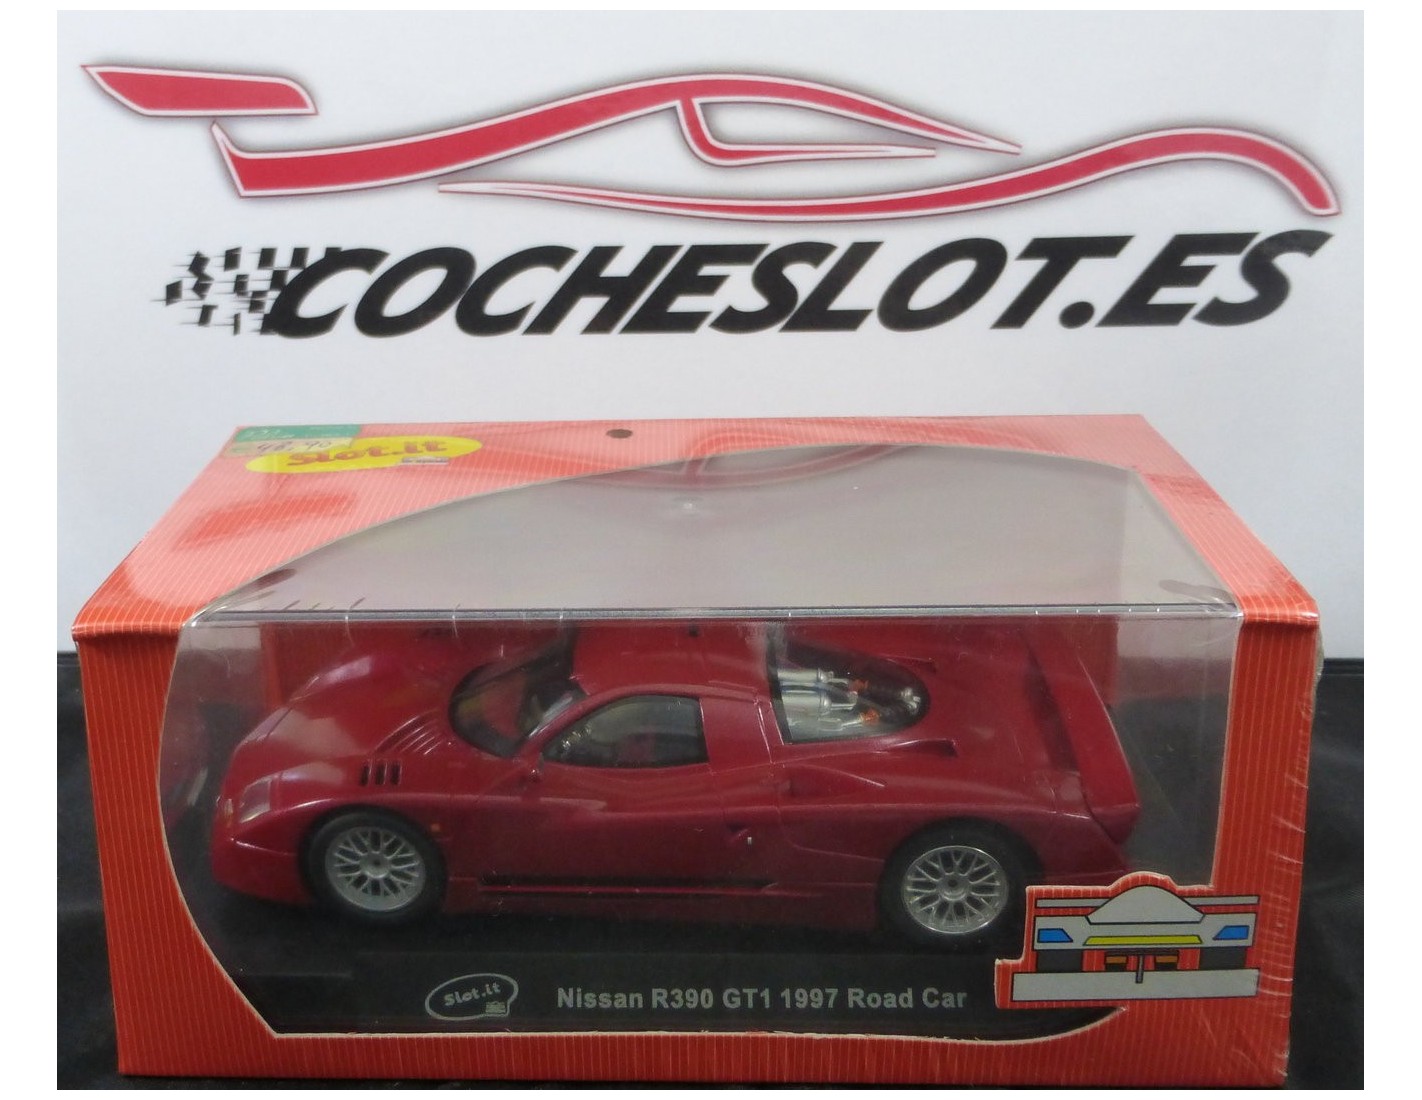 COCHESLOT.ES
Slot.it
Slot.it
Nissan R390 GT1 1997 Road Car